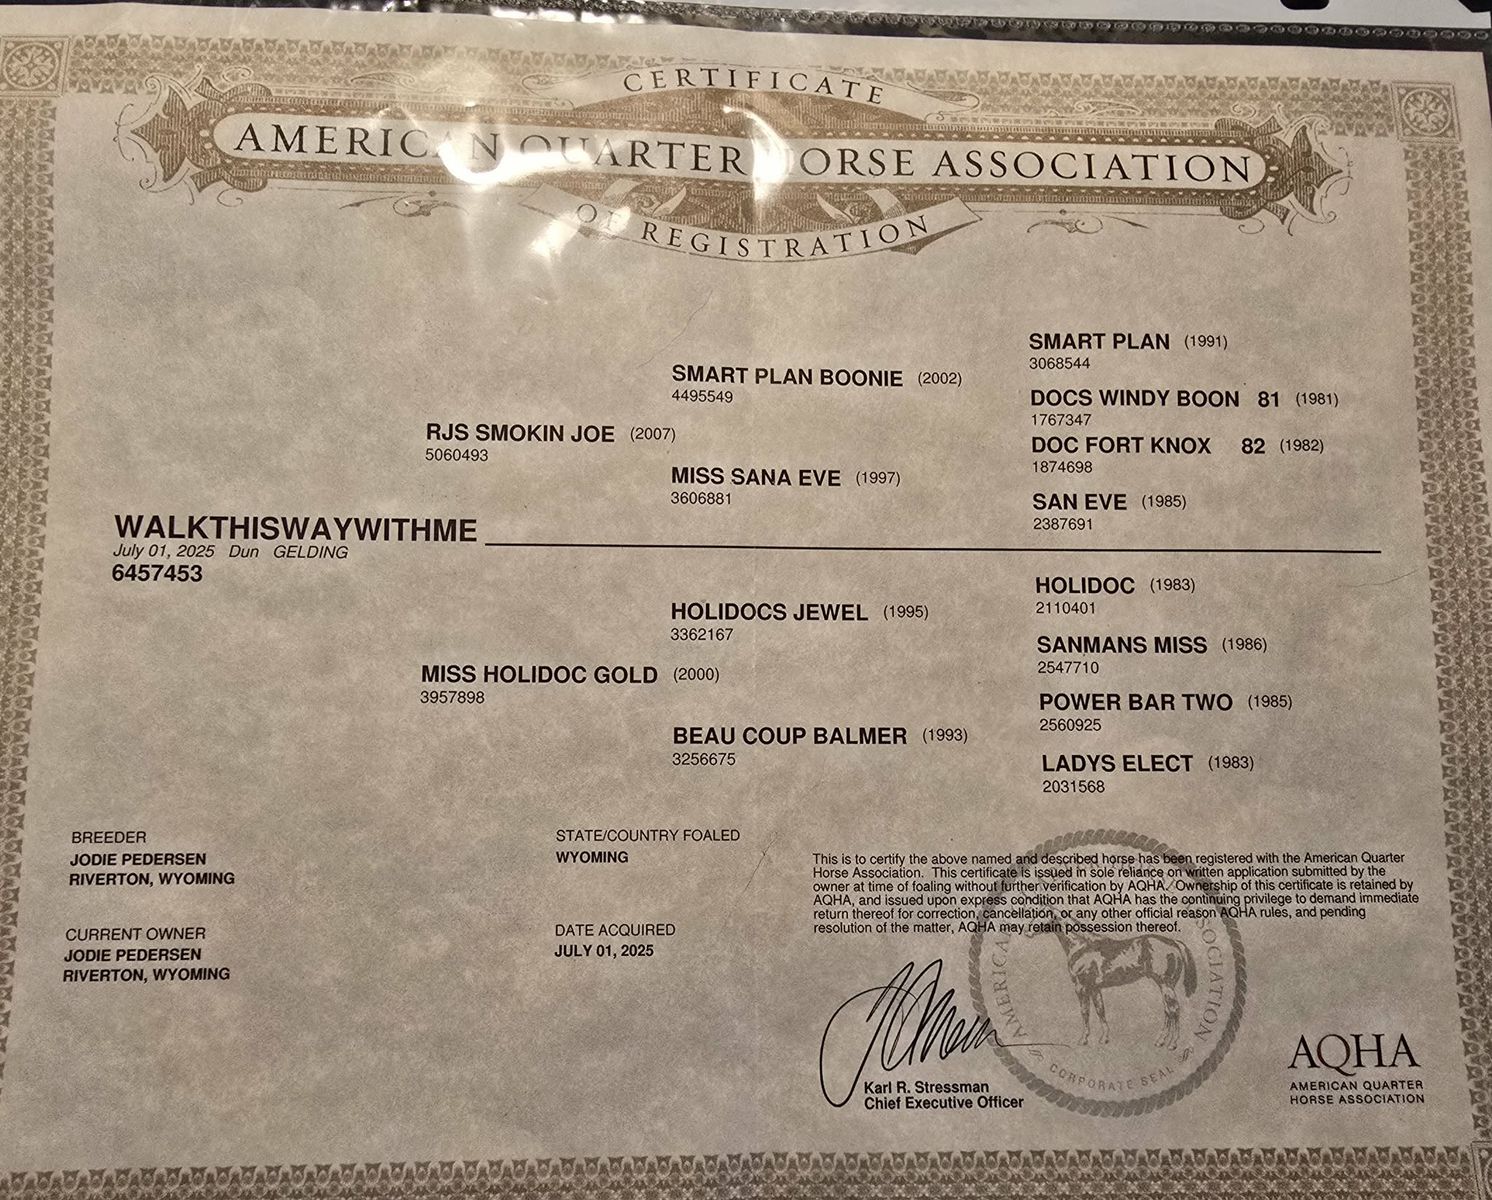 CERTIFICATE
AMERICAN QUARTER HORSE ASSOCIATION
OF REGISTRATION
SMART PLAN (1991)
3068544
SMART PLAN BOONIE (2002)
4495549
DOCS WINDY BOON 81 (1981)
1767347
RJS SMOKIN JOE (2007)
5060493
DOC FORT KNOX 82 (1982)
1874698
MISS SANA EVE (1997)
3606881
SAN EVE (1985)
2387691
WALKTHISWAYWITHME
July 01, 2025 Dun GELDING
6457453
HOLIDOC (1983)
2110401
HOLIDOCS JEWEL (1995)
3362167
SANMANS MISS (1986)
2547710
MISS HOLIDOC GOLD (2000)
3957898
POWER BAR TWO (1985)
2560925
BEAU COUP BALMER (1993)
3256675
LADYS ELECT (1983)
2031568
BREEDER
JODIE PEDERSEN
RIVERTON, WYOMING
STATE/COUNTRY FOALED
WYOMING
CURRENT OWNER
JODIE PEDERSEN
RIVERTON, WYOMING
DATE ACQUIRED
JULY 01, 2025
This is to certify the above named and described horse has been registered with the American Quarter
Horse Association. This certificate is issued in sole reliance on written application submitted by the
owner at time of foaling without further verification by AQHA. Ownership of this certificate is retained by
AQHA, and issued upon express condition that AQHA has the continuing privilege to demand immediate
return thereof for correction, cancellation, or any other official reason AQHA rules, and pending
resolution of the matter, AQHA may retain possession thereof.
Karl R. Stressman
Chief Executive Officer
CORPORATE SEAL
AQHA
AMERICAN QUARTER
HORSE ASSOCIATION